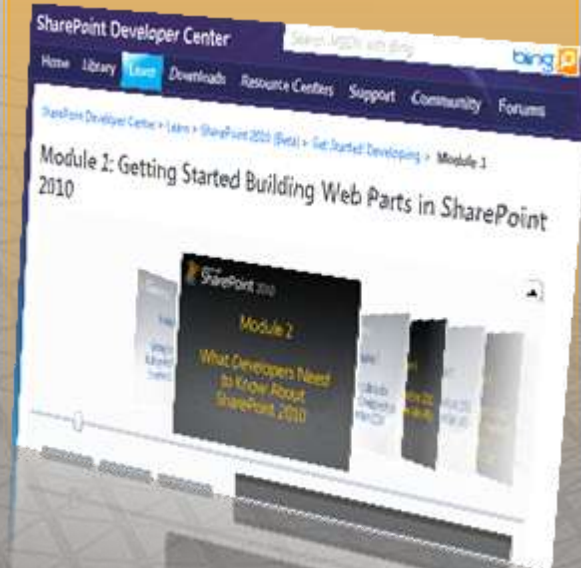 SharePoint Developer Center
Search MSDN with Bing
bing
Home Library Learn Downloads Resource Centers Support Community Forums
SharePoint Developer Center > Learn > SharePoint 2010 (Beta) > Get Started Developing > Module 1
Module 1: Getting Started Building Web Parts in SharePoint
2010
SharePoint 2010
Module 2
What Developers Need
to Know About
SharePoint 2010